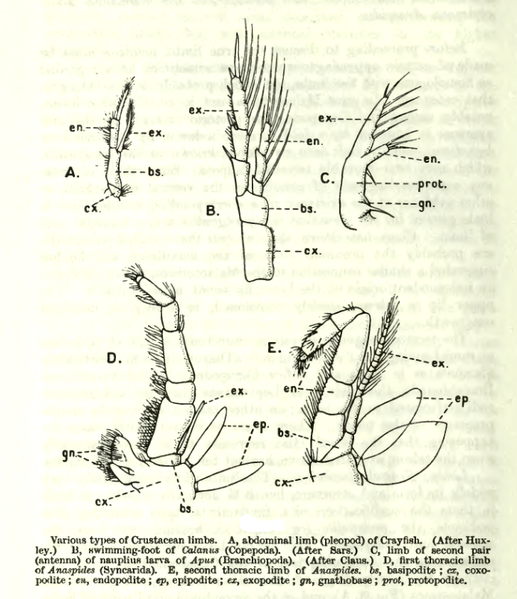 en.
ex.
A.
bs.
cx.
ex.
en.
B.
bs.
cx.
ex
en.
C.
prot.
gn.
D.
ex.
ep.
gn.
cx.
bs.
E.
ex.
en
ep
bs.
cx.
Various types of Crustacean limbs. A, abdominal limb (pleopod) of Crayfish. (After Hux-
ley.) B, swimming-foot of Calanus (Copepoda). (After Sars.) C, limb of second pair
(antenna) of nauplius larva of Apus (Branchiopoda). (After Claus.) D, first thoracic limb
of Anaspides (Syncarida). E, second thoracic limb of Anaspides. bs, basipodite; cx, coxo-
podite; en, endopodite; ep, epipodite; ex, exopodite; gn, gnathobase; prot, protopodite.